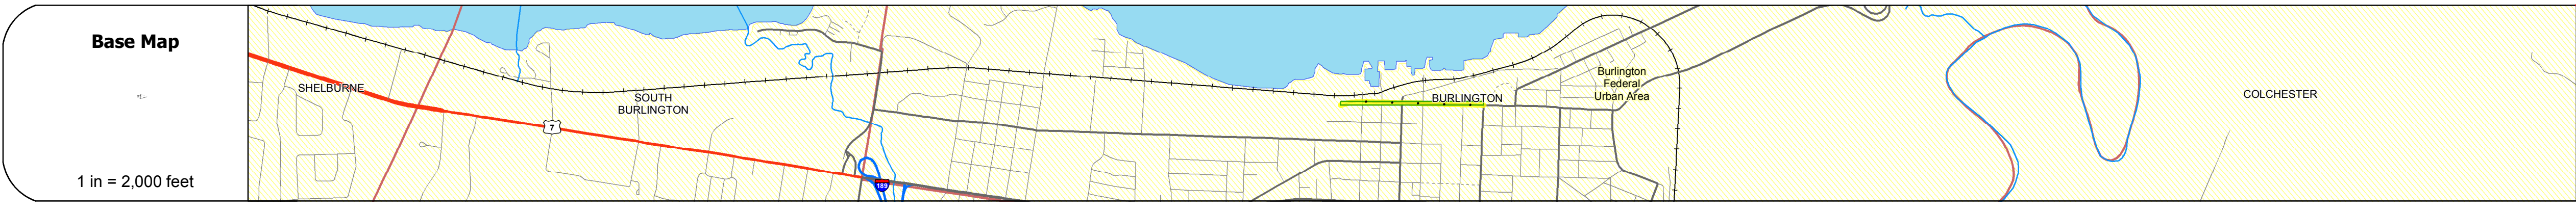 Base Map
1 in = 2,000 feet
SHELBURNE
7
SOUTH
BURLINGTON
189
BURLINGTON
Burlington
Federal
Urban Area
COLCHESTER